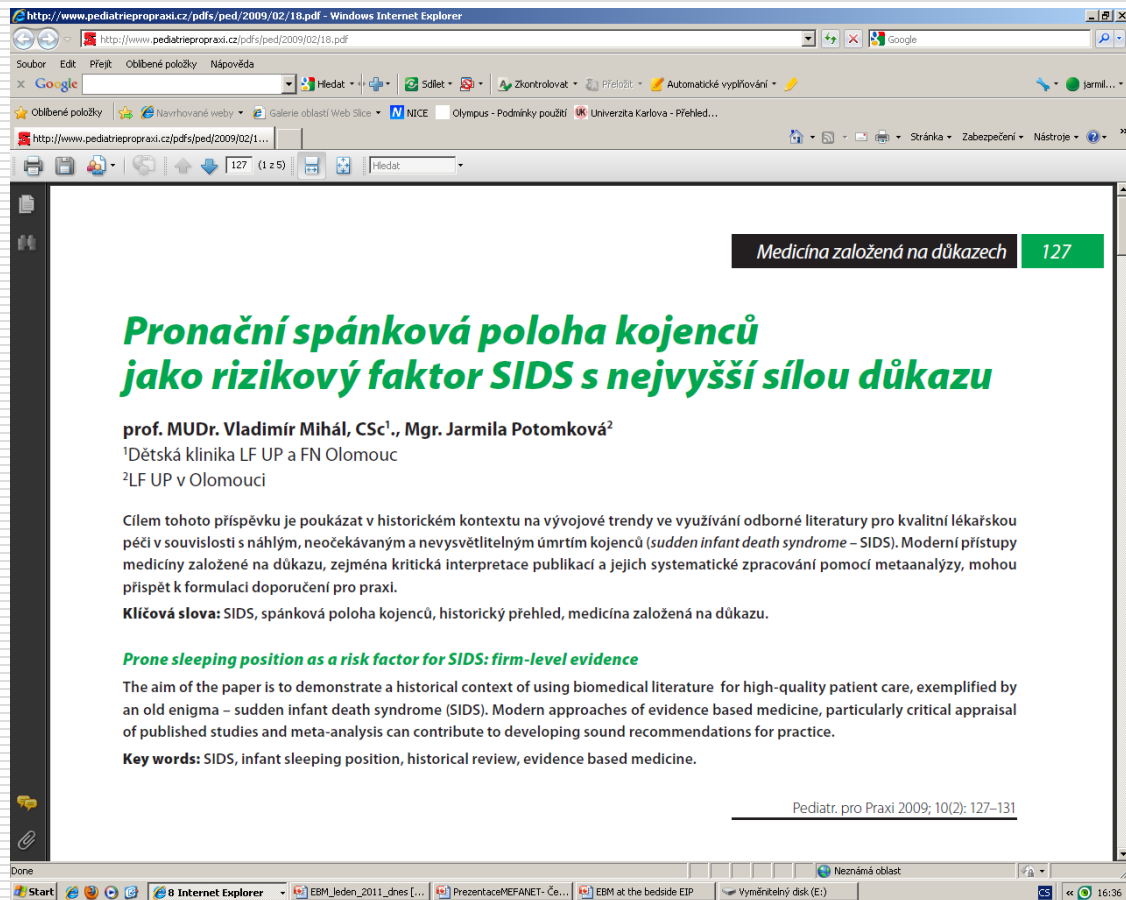 http://www.pediatriepropraxi.cz/pdfs/ped/2009/02/18.pdf - Windows Internet Explorer
http://www.pediatriepropraxi.cz/pdfs/ped/2009/02/18.pdf
Google
Soubor Edit Přejít Oblíbené položky Nápověda
x Google Hledat Sdílet Zkontrolovat Přeložit Automatické vyplňování jarmil...
Oblíbené položky Navrhované weby Galerie oblastí Web Slice N NICE Olympus - Podmínky použití UK Univerzita Karlova - Přehled...
http://www.pediatriepropraxi.cz/pdfs/ped/2009/02/1... Stránka Zabezpečení Nástroje
127 (1 z 5) Hledat
Medicína založená na důkazech 127
Pronační spánková poloha kojenců
jako rizikový faktor SIDS s nejvyšší sílou důkazu
prof. MUDr. Vladimír Mihál, CSc1., Mgr. Jarmila Potomková2
1Dětská klinika LF UP a FN Olomouc
2LF UP v Olomouci
Cílem tohoto příspěvku je poukázat v historickém kontextu na vývojové trendy ve využívání odborné literatury pro kvalitní lékařskou
péči v souvislosti s náhlým, neočekávaným a nevysvětlitelným úmrtím kojenců (sudden infant death syndrome – SIDS). Moderní přístupy
medicíny založené na důkazu, zejména kritická interpretace publikací a jejich systematické zpracování pomocí metaanalýzy, mohou
přispět k formulaci doporučení pro praxi.
Klíčová slova: SIDS, spánková poloha kojenců, historický přehled, medicína založená na důkazu.
Prone sleeping position as a risk factor for SIDS: firm-level evidence
The aim of the paper is to demonstrate a historical context of using biomedical literature for high-quality patient care, exemplified by
an old enigma – sudden infant death syndrome (SIDS). Modern approaches of evidence based medicine, particularly critical appraisal
of published studies and meta-analysis can contribute to developing sound recommendations for practice.
Key words: SIDS, infant sleeping position, historical review, evidence based medicine.
Pediatr. pro Praxi 2009; 10(2): 127–131
Done Neznámá oblast
Start 8 Internet Explorer EBM_leden_2011_dnes [... PrezentaceMEFANET- Če... EBM at the bedside EIP Vyměnitelný disk (E:) CS 16:36